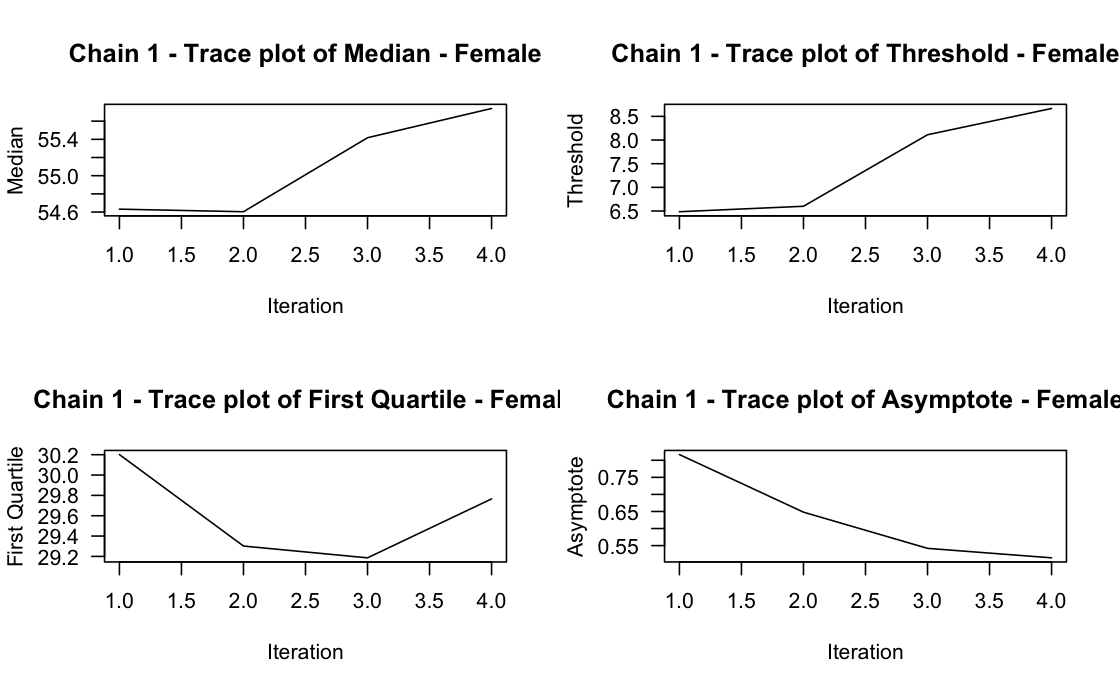 Chain 1 - Trace plot of Median - Female
Median
55.4
55.0
54.6
1.0 1.5 2.0 2.5 3.0 3.5 4.0
Iteration
Chain 1 - Trace plot of Threshold - Female
Threshold
8.5
8.0
7.5
7.0
6.5
1.0 1.5 2.0 2.5 3.0 3.5 4.0
Iteration
Chain 1 - Trace plot of First Quartile - Femal
First Quartile
30.2
30.0
29.8
29.6
29.4
29.2
1.0 1.5 2.0 2.5 3.0 3.5 4.0
Iteration
Chain 1 - Trace plot of Asymptote - Female
Asymptote
0.75
0.65
0.55
1.0 1.5 2.0 2.5 3.0 3.5 4.0
Iteration